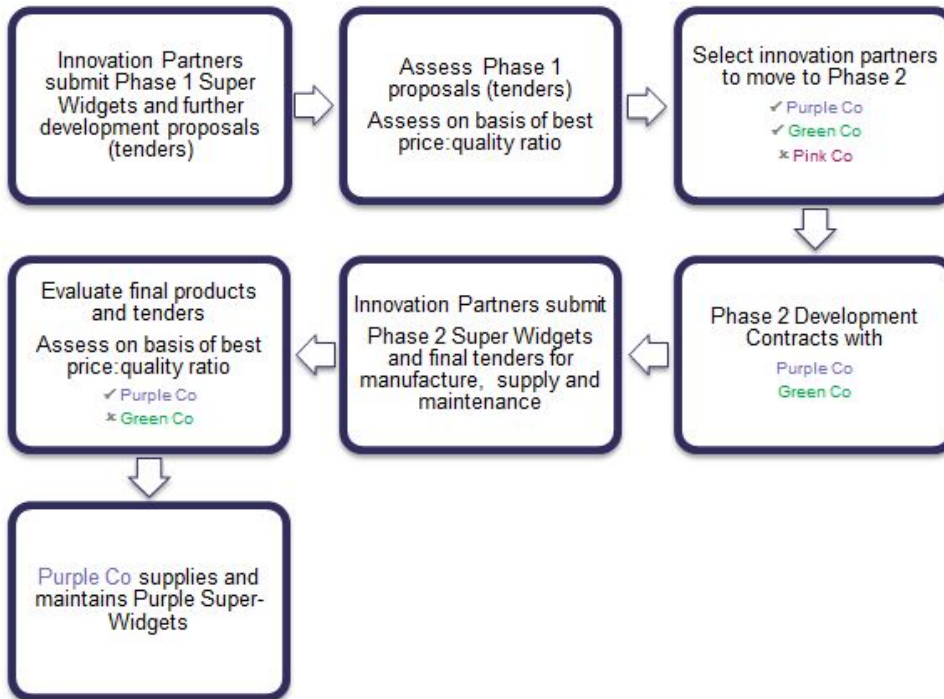 Innovation Partners
submit Phase 1 Super
Widgets and further
development proposals
(tenders)
Assess Phase 1
proposals (tenders)
Assess on basis of best
price:quality ratio
Select innovation partners
to move to Phase 2
✓ Purple Co
✓ Green Co
✗ Pink Co
Phase 2 Development
Contracts with
Purple Co
Green Co
Innovation Partners submit
Phase 2 Super Widgets
and final tenders for
manufacture, supply and
maintenance
Evaluate final products
and tenders
Assess on basis of best
price:quality ratio
✓ Purple Co
✗ Green Co
Purple Co supplies and
maintains Purple Super-
Widgets